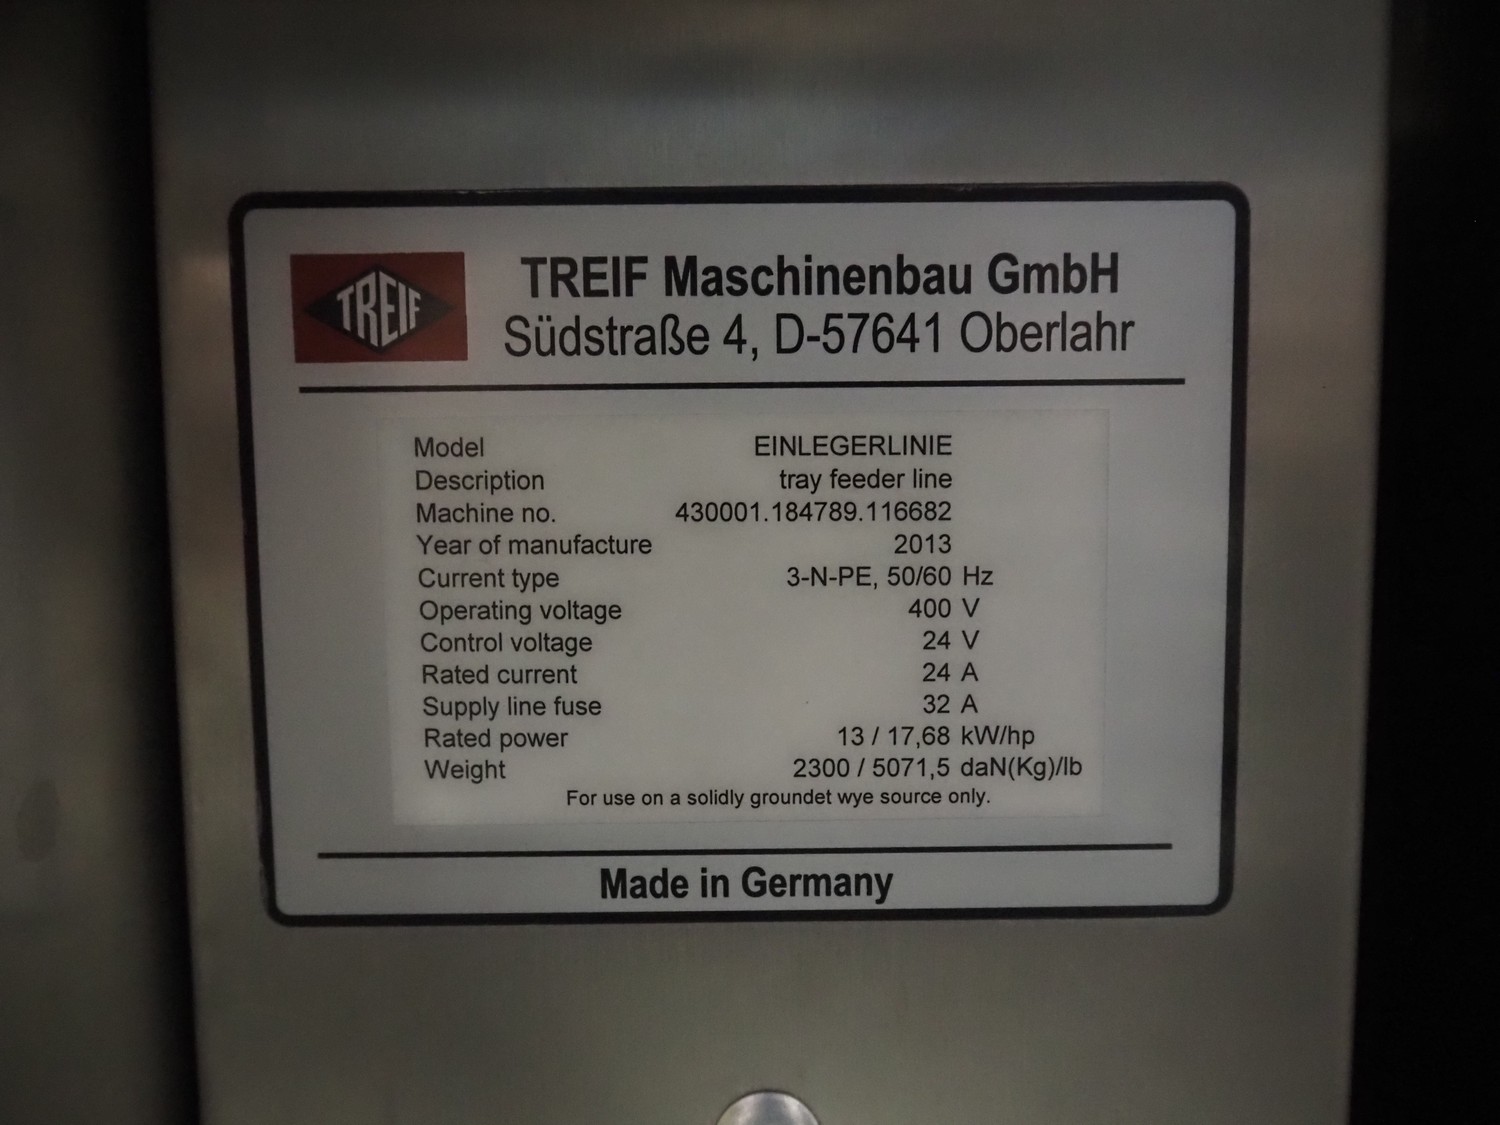 TREIF
TREIF Maschinenbau GmbH
Südstraße 4, D-57641 Oberlahr
Model EINLEGERLINIE
Description tray feeder line
Machine no. 430001.184789.116682
Year of manufacture 2013
Current type 3-N-PE, 50/60 Hz
Operating voltage 400 V
Control voltage 24 V
Rated current 24 A
Supply line fuse 32 A
Rated power 13 / 17,68 kW/hp
Weight 2300 / 5071,5 daN(Kg)/lb
For use on a solidly groundet wye source only.
Made in Germany